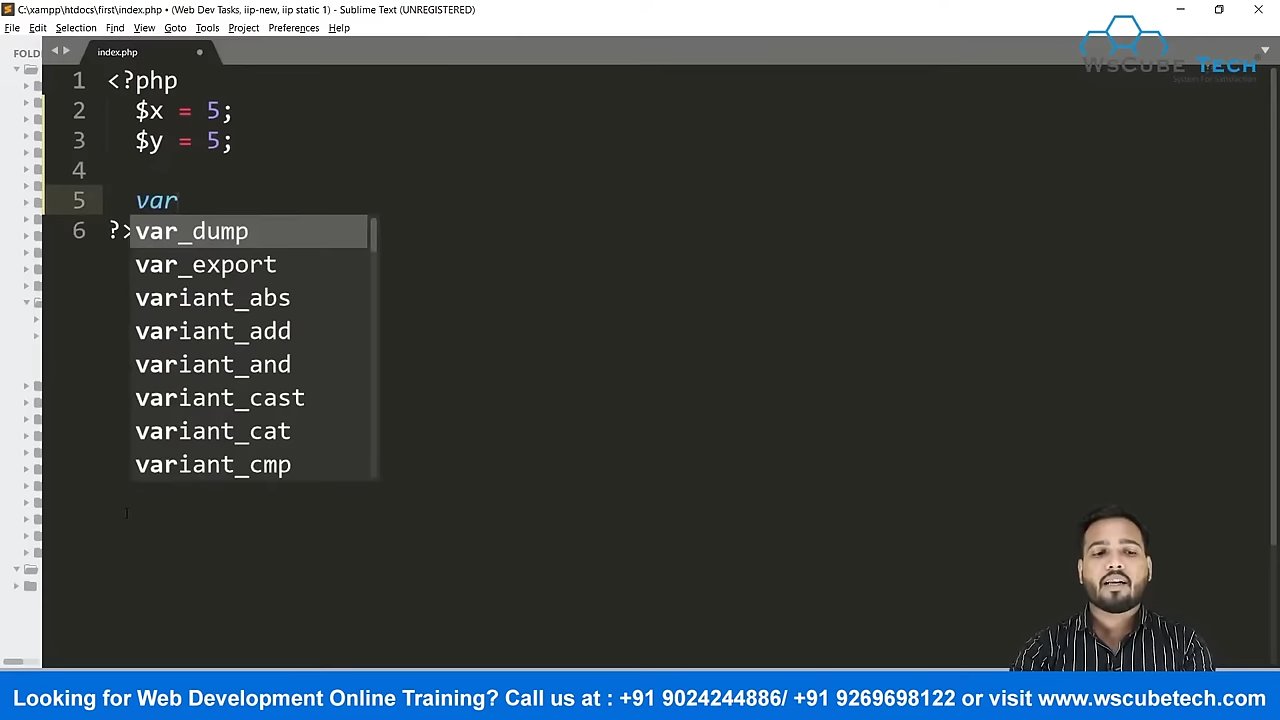 C:\xampp\htdocs\first\index.php • (Web Dev Tasks, iip-new, iip static 1) - Sublime Text (UNREGISTERED)
File Edit Selection Find View Goto Tools Project Preferences Help
FOLD
index.php
WsCube Tech
1 <?php
2 $x = 5;
3 $y = 5;
4
5 var
6 ?>
var_dump
var_export
variant_abs
variant_add
variant_and
variant_cast
variant_cat
variant_cmp
Looking for Web Development Online Training? Call us at : +91 9024244886/ +91 9269698122 or visit www.wscubetech.com